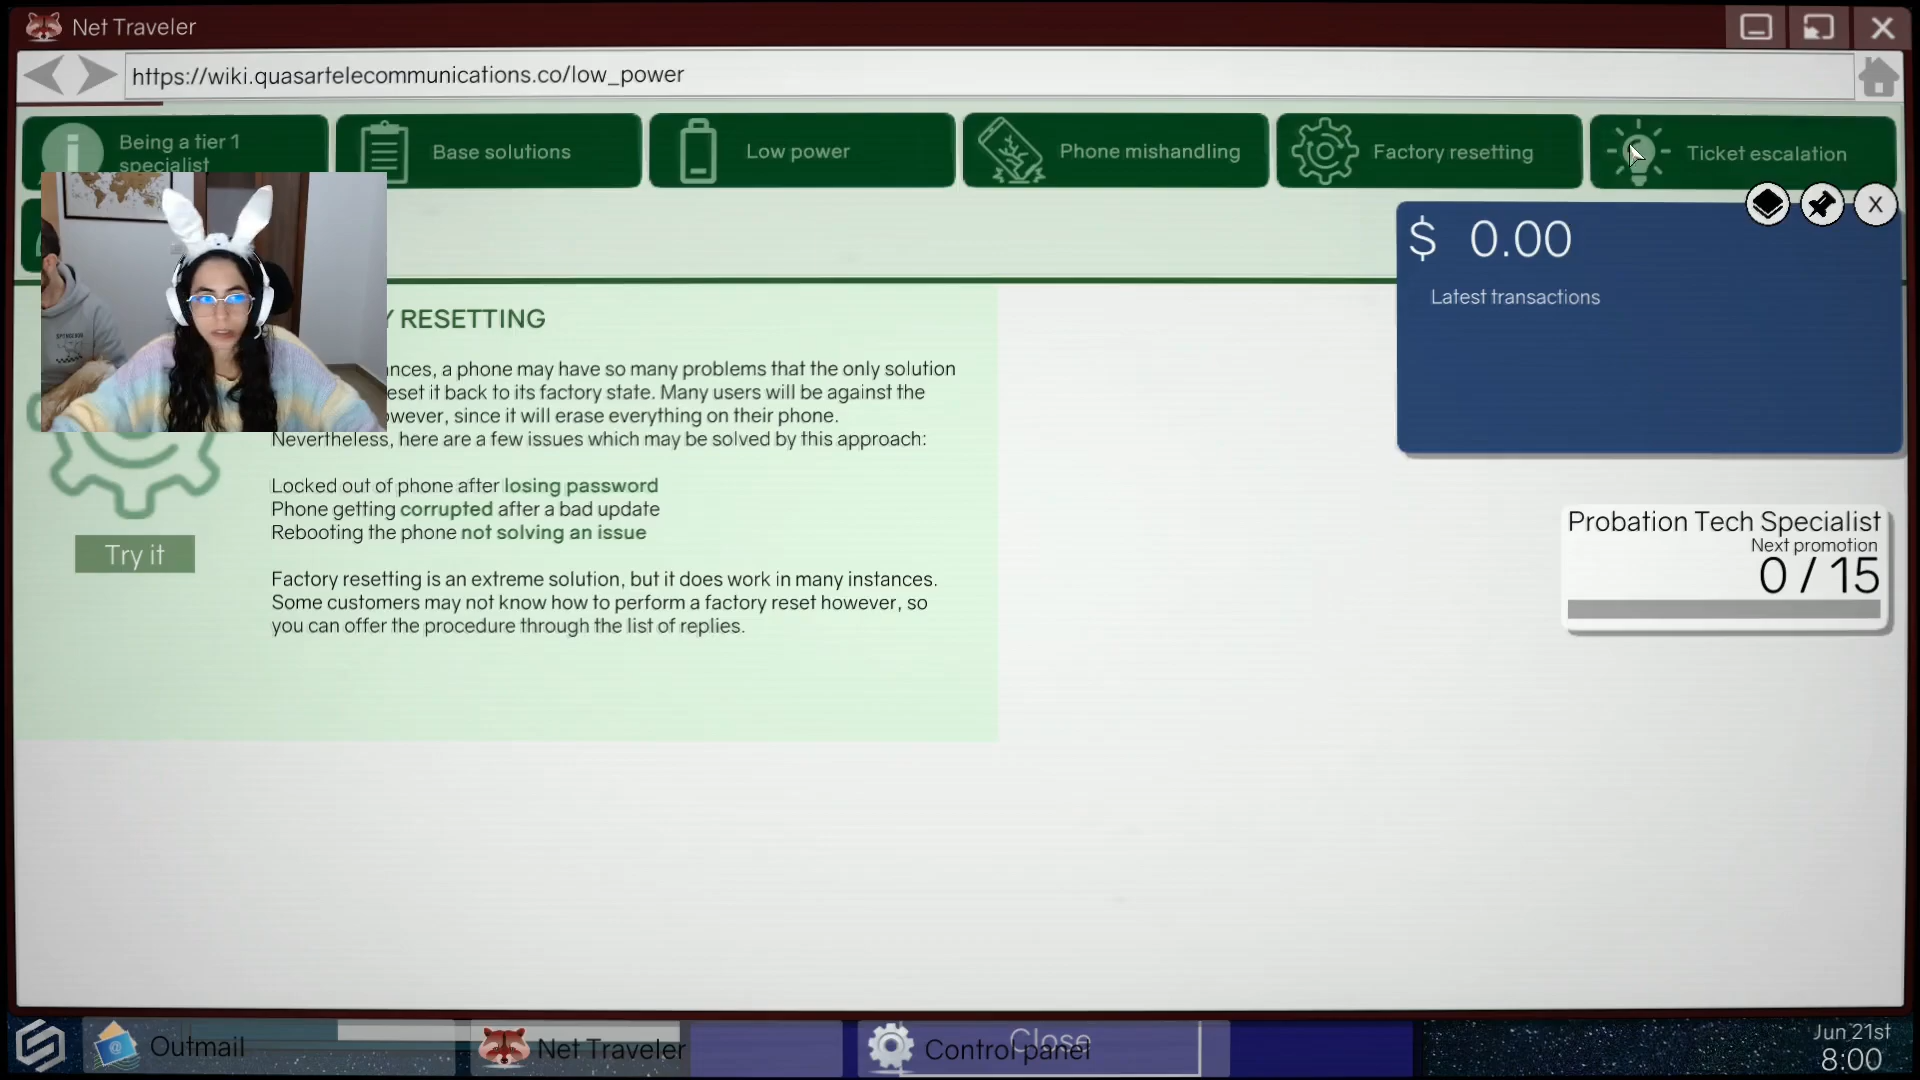 Net Traveler
https://wiki.quasartelecommunications.co/low_power
Being a tier 1
specialist
Base solutions
Low power
Phone mishandling
Factory resetting
Ticket escalation
X
$ 0.00
Latest transactions
RESETTING
a phone may have so many problems that the only solution
it back to its factory state. Many users will be against the
since it will erase everything on their phone.
Nevertheless, here are a few issues which may be solved by this approach:
Locked out of phone after losing password
Phone getting corrupted after a bad update
Rebooting the phone not solving an issue
Try it
Factory resetting is an extreme solution, but it does work in many instances.
Some customers may not know how to perform a factory reset however, so
you can offer the procedure through the list of replies.
Probation Tech Specialist
Next promotion
0 / 15
Outmail
Net Traveler
Control panel
Close
Jun 21st
8:00